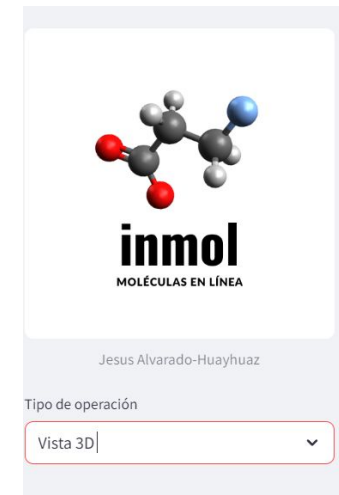 inmol
MOLÉCULAS EN LÍNEA
Jesus Alvarado-Huayhuaz
Tipo de operación
Vista 3D